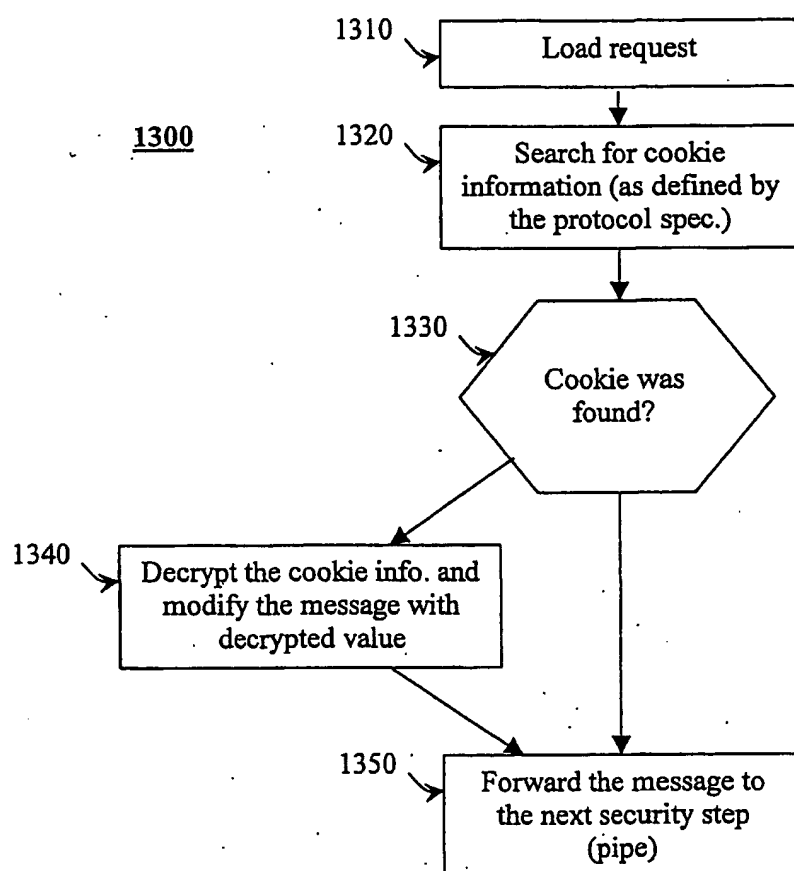 1310
Load request
1300
1320
Search for cookie
information (as defined by
the protocol spec.)
1330
Cookie was
found?
1340
Decrypt the cookie info. and
modify the message with
decrypted value
1350
Forward the message to
the next security step
(pipe)